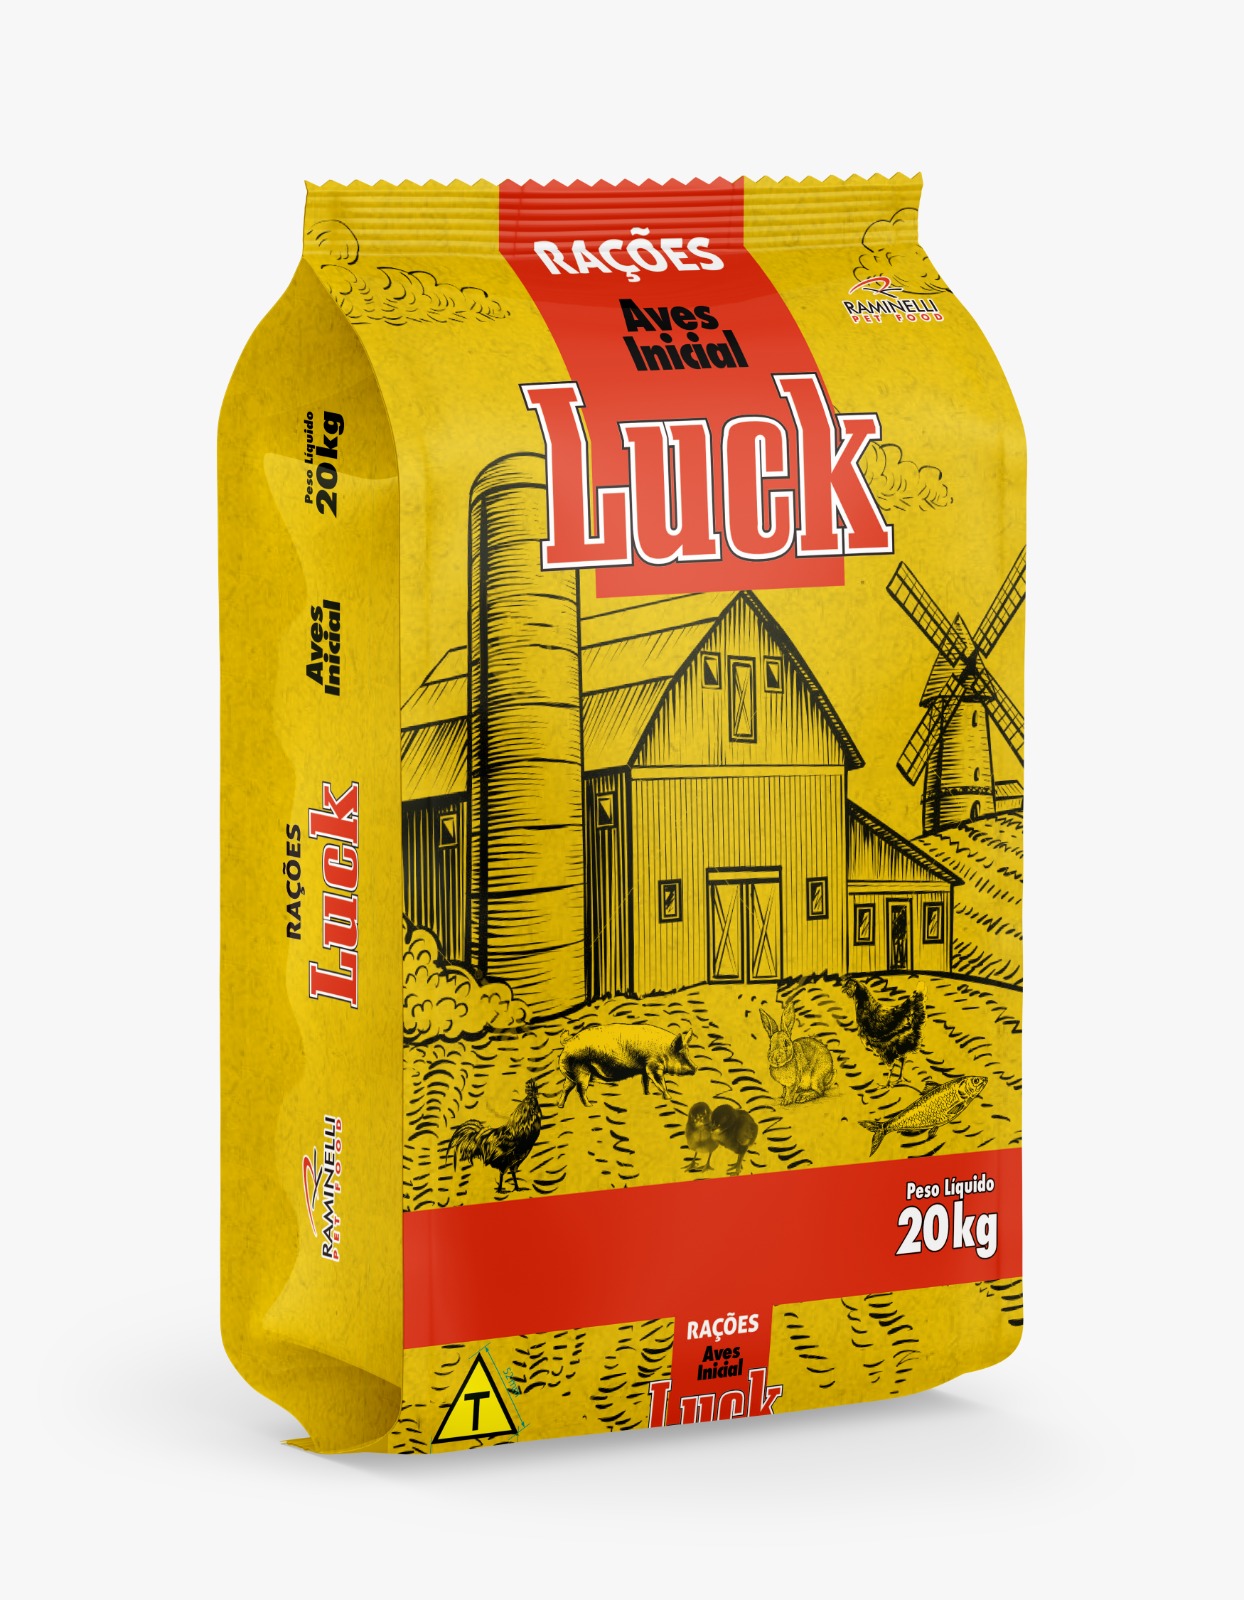 RAÇÕES
Aves
Inicial
Luck
RAMINELLI
PET FOOD
Peso Líquido
20kg
Aves
Inicial
RAÇÕES
Luck
RAMINELLI
PET FOOD
Peso Líquido
20kg
RAÇÕES
Aves
Inicial
Luck
T